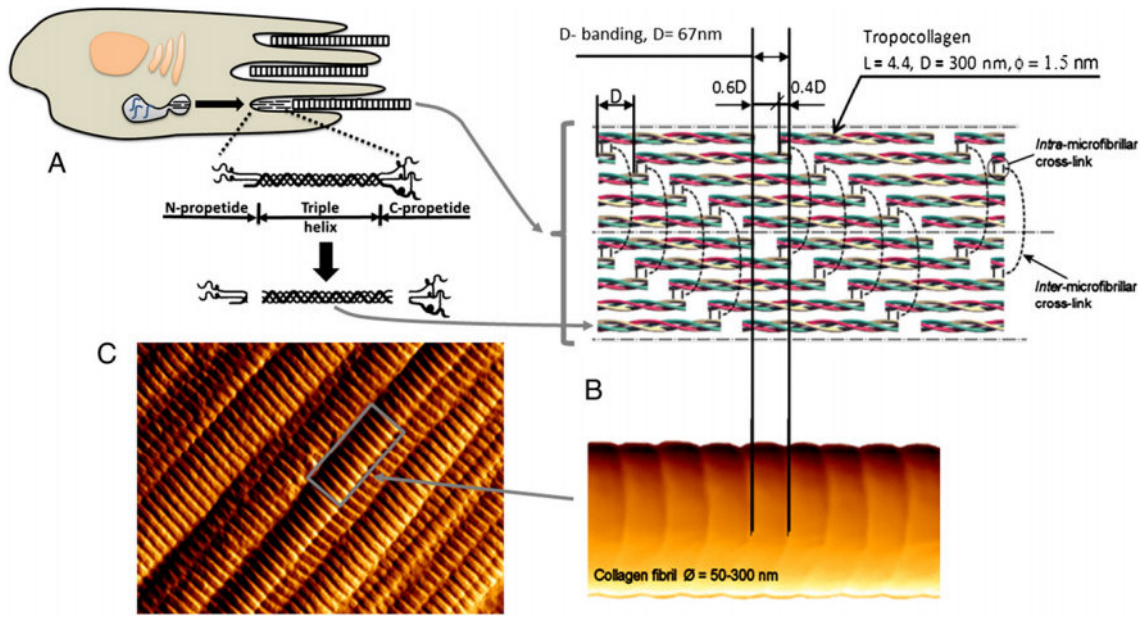 D- banding, D= 67nm
Tropocollagen
L = 4.4, D = 300 nm, ϕ = 1.5 nm
0.6D
0.4D
D
Intra-microfibrillar
cross-link
A
N-propetide
Triple
helix
C-propetide
Inter-microfibrillar
cross-link
C
B
Collagen fibril Ø = 50-300 nm